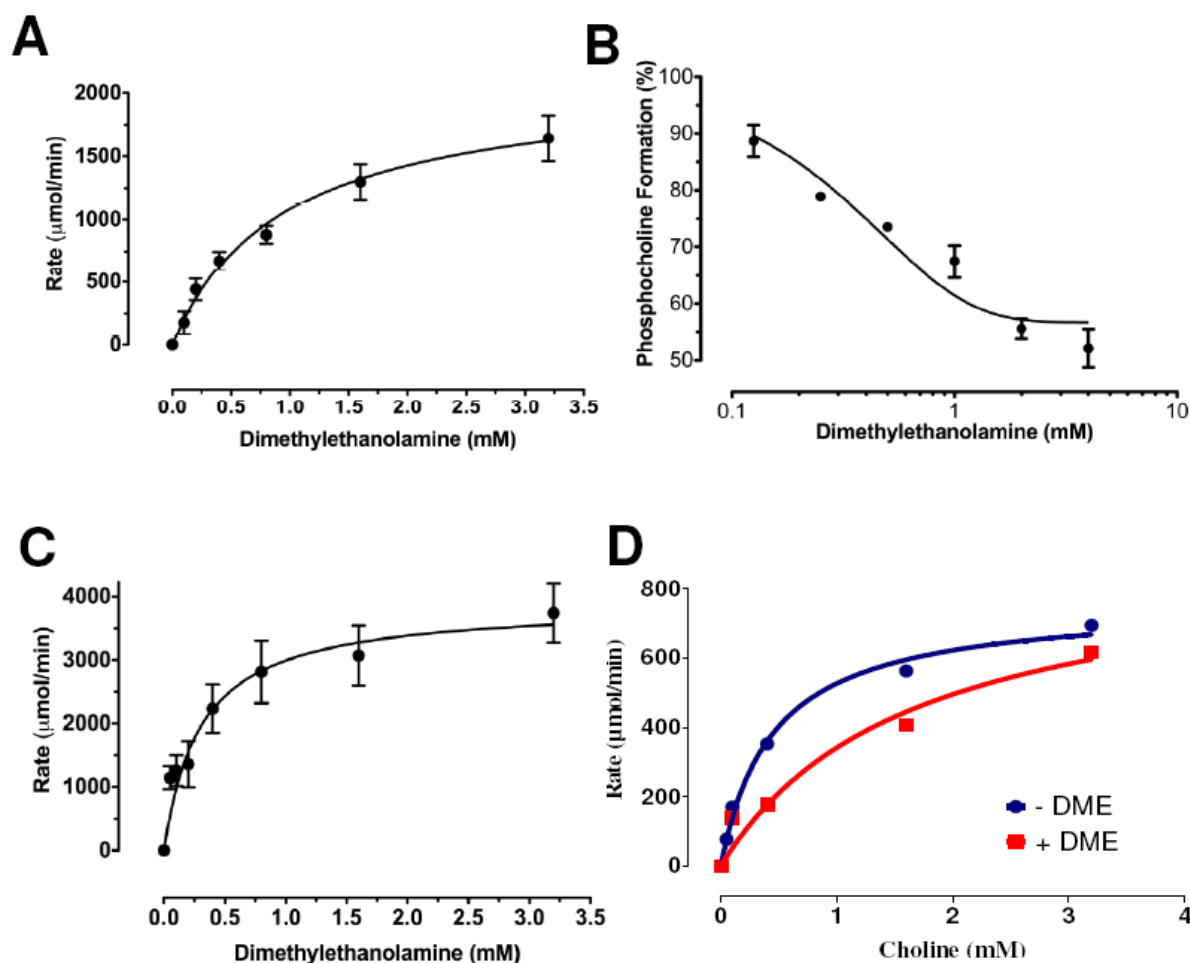 A
Rate (µmol/min)
2000
1500
1000
500
0
0.0 0.5 1.0 1.5 2.0 2.5 3.0 3.5
Dimethylethanolamine (mM)
B
Phosphocholine Formation (%)
100
90
80
70
60
50
0.1 1 10
Dimethylethanolamine (mM)
C
Rate (µmol/min)
4000
3000
2000
1000
0
0.0 0.5 1.0 1.5 2.0 2.5 3.0 3.5
Dimethylethanolamine (mM)
D
Rate (µmol/min)
800
600
400
200
0
- DME
+ DME
0 1 2 3 4
Choline (mM)